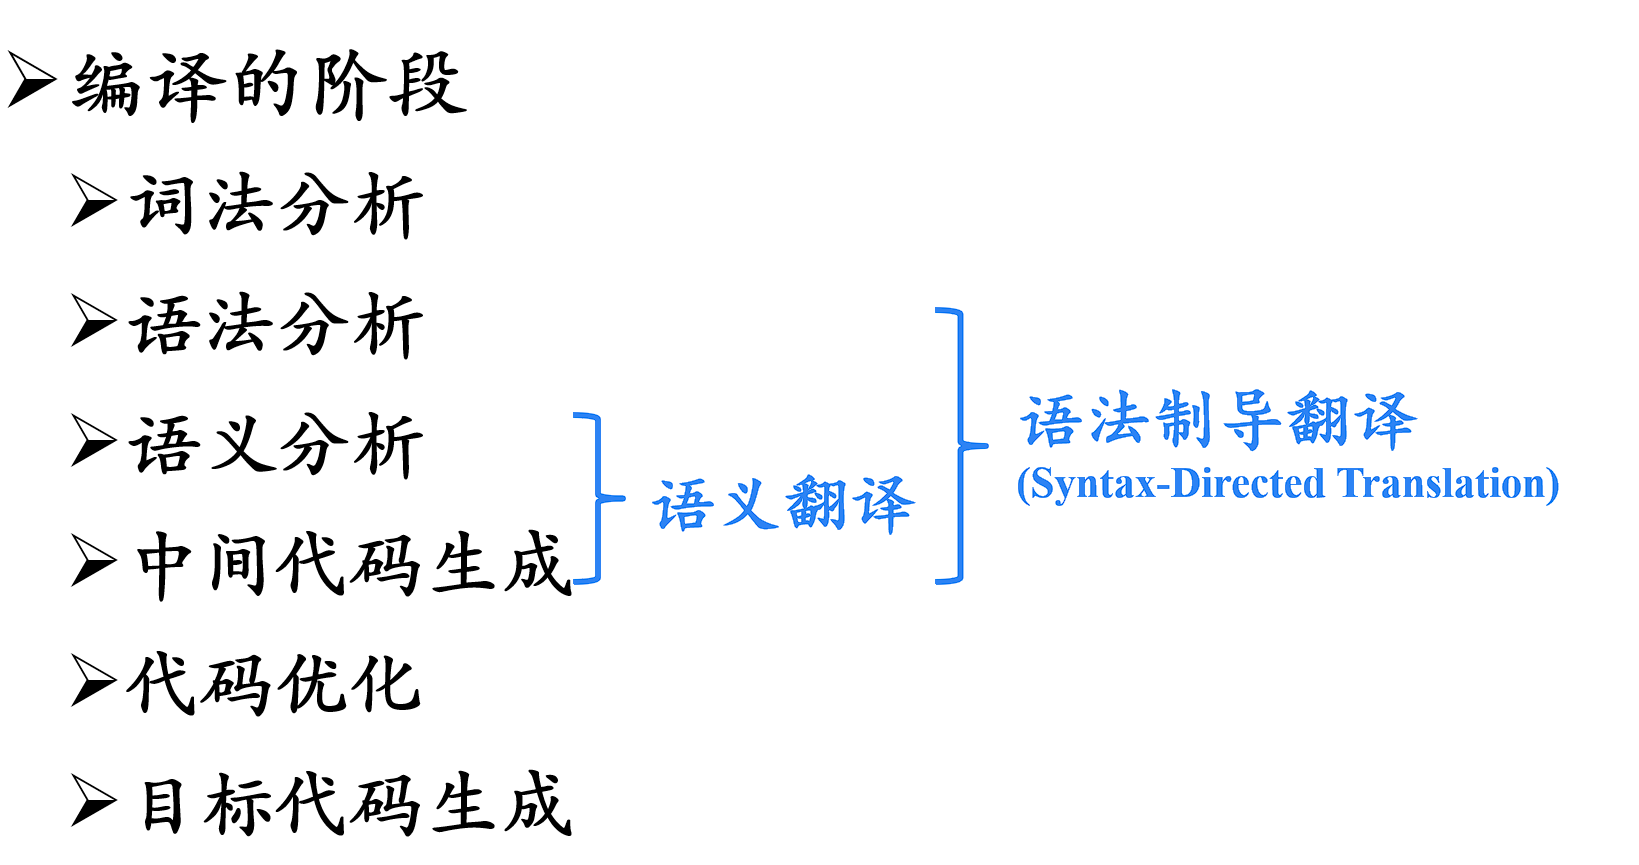 编译的阶段
词法分析
语法分析
语义分析
中间代码生成
代码优化
目标代码生成
语义翻译
语法制导翻译
(Syntax-Directed Translation)